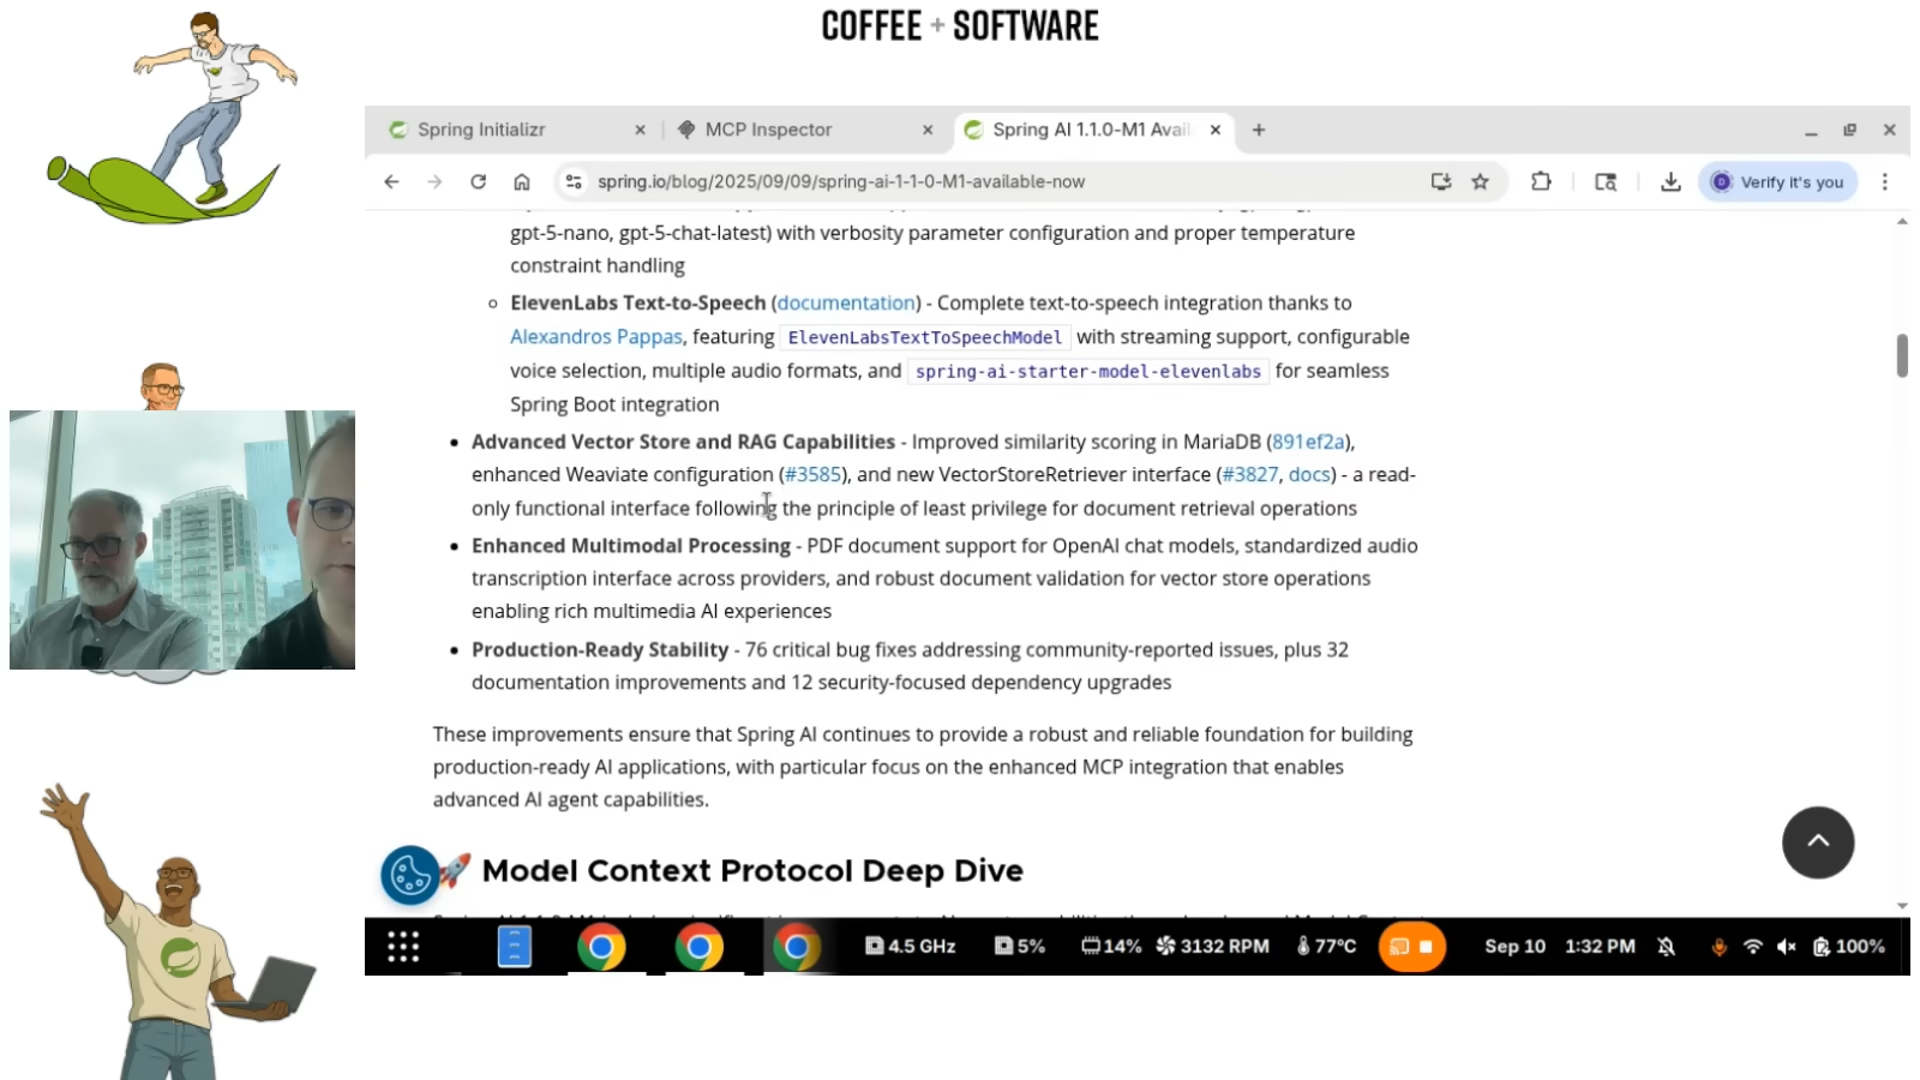 COFFEE + SOFTWARE
Spring Initializr
MCP Inspector
Spring AI 1.1.0-M1 Avail
spring.io/blog/2025/09/09/spring-ai-1-1-0-M1-available-now
Verify it's you
gpt-5-nano, gpt-5-chat-latest) with verbosity parameter configuration and proper temperature
constraint handling
ElevenLabs Text-to-Speech (documentation) - Complete text-to-speech integration thanks to
Alexandros Pappas, featuring ElevenLabsTextToSpeechModel with streaming support, configurable
voice selection, multiple audio formats, and spring-ai-starter-model-elevenlabs for seamless
Spring Boot integration
Advanced Vector Store and RAG Capabilities - Improved similarity scoring in MariaDB (891ef2a),
enhanced Weaviate configuration (#3585), and new VectorStoreRetriever interface (#3827, docs) - a read-
only functional interface following the principle of least privilege for document retrieval operations
Enhanced Multimodal Processing - PDF document support for OpenAI chat models, standardized audio
transcription interface across providers, and robust document validation for vector store operations
enabling rich multimedia AI experiences
Production-Ready Stability - 76 critical bug fixes addressing community-reported issues, plus 32
documentation improvements and 12 security-focused dependency upgrades
These improvements ensure that Spring AI continues to provide a robust and reliable foundation for building
production-ready AI applications, with particular focus on the enhanced MCP integration that enables
advanced AI agent capabilities.
🚀 Model Context Protocol Deep Dive
4.5 GHz 5% 14% 3132 RPM 77°C Sep 10 1:32 PM 100%